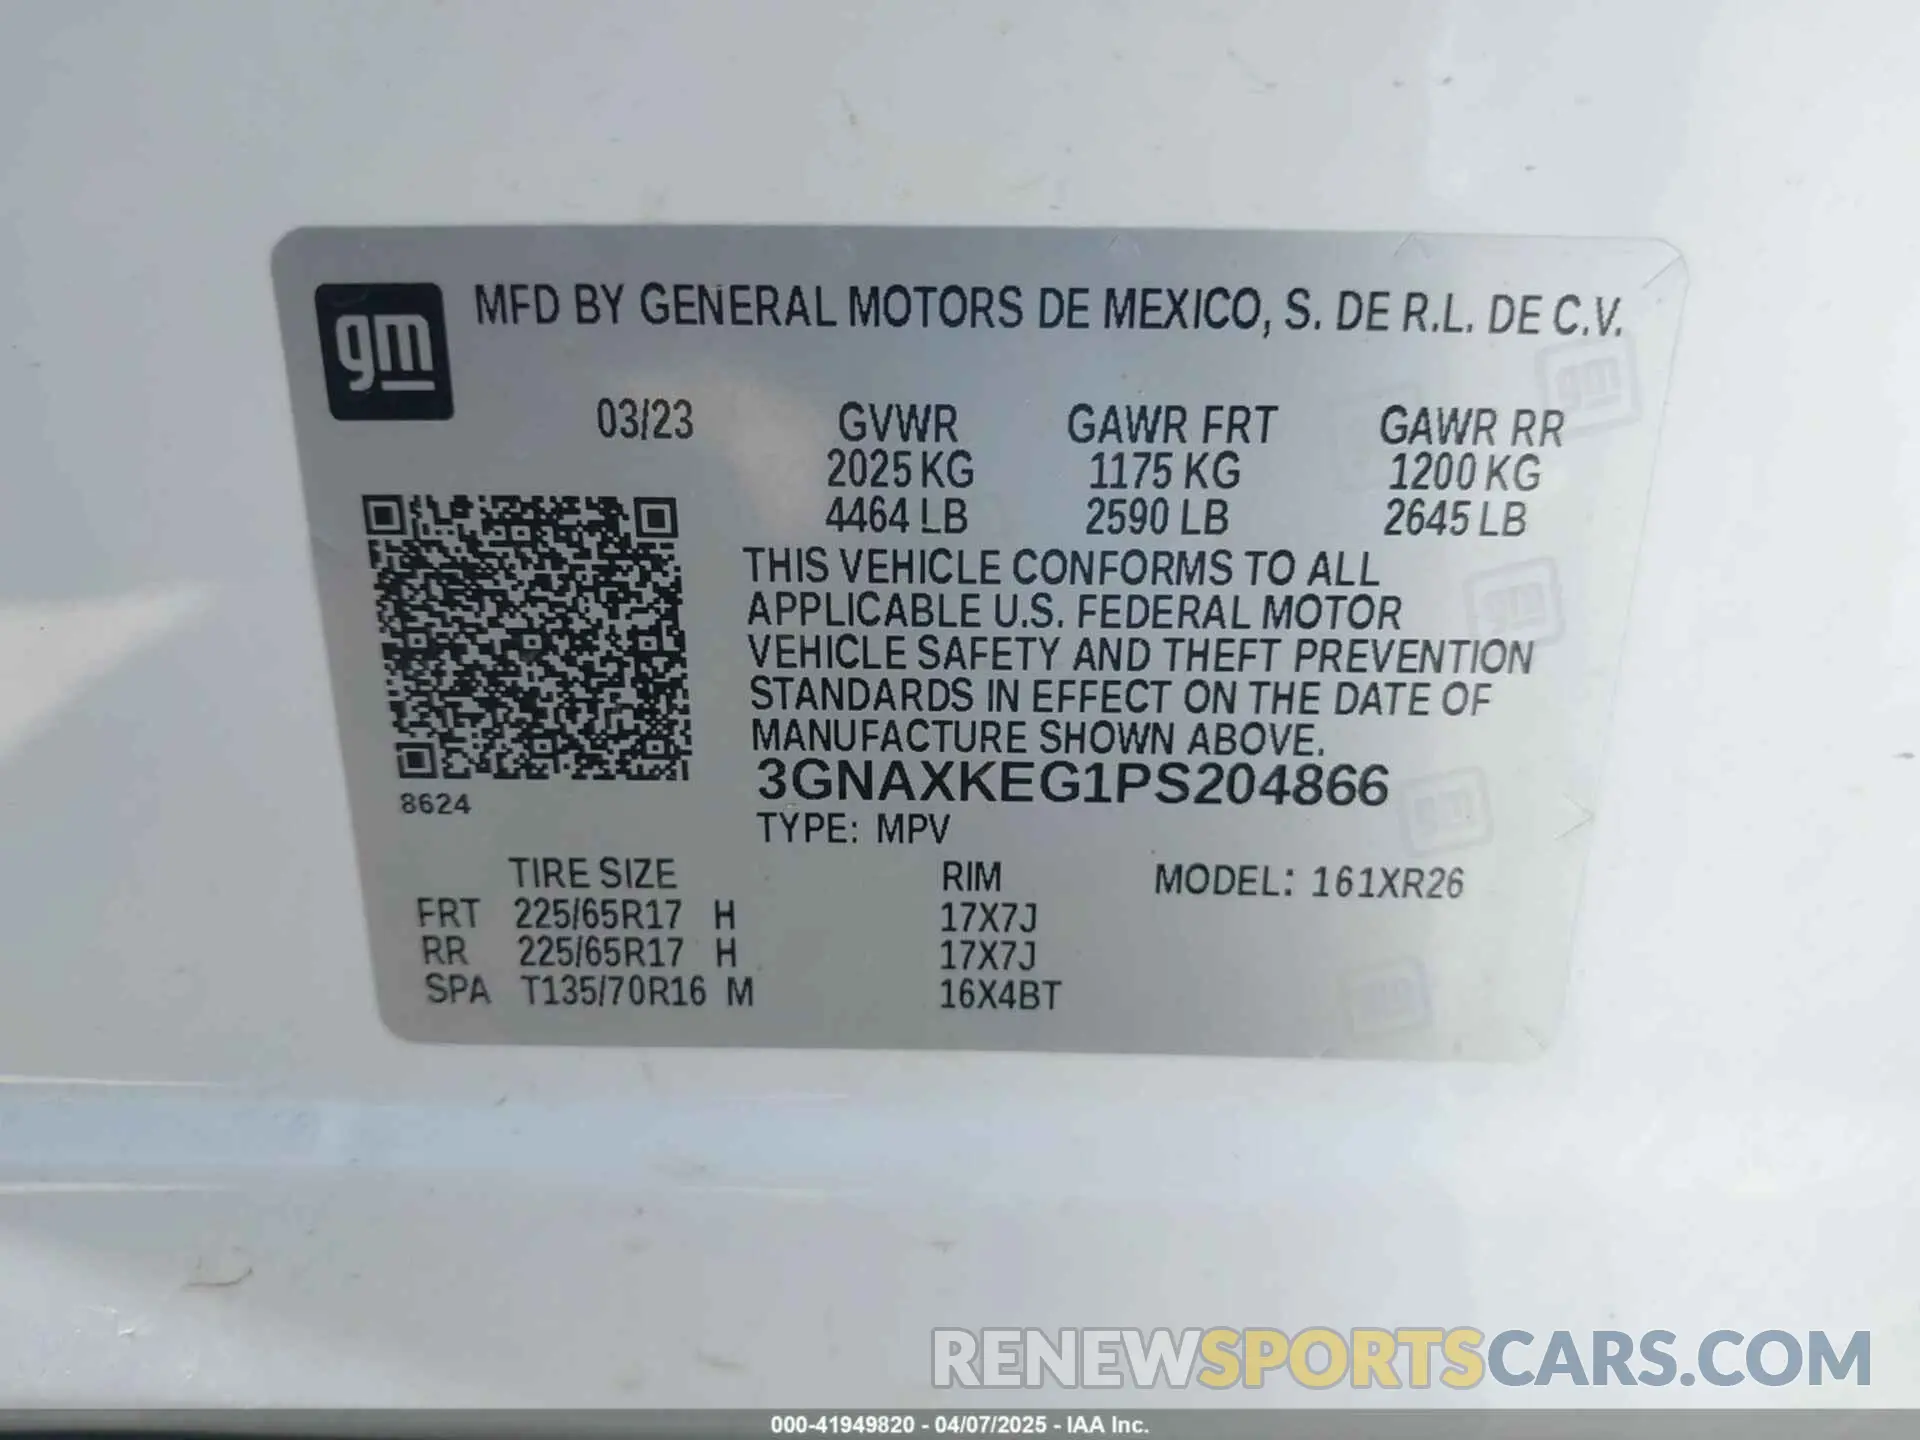 gm
MFD BY GENERAL MOTORS DE MEXICO, S. DE R.L. DE C.V.
03/23 GVWR GAWR FRT GAWR RR
2025 KG 1175 KG 1200 KG
4464 LB 2590 LB 2645 LB
THIS VEHICLE CONFORMS TO ALL
APPLICABLE U.S. FEDERAL MOTOR
VEHICLE SAFETY AND THEFT PREVENTION
STANDARDS IN EFFECT ON THE DATE OF
MANUFACTURE SHOWN ABOVE.
3GNAXKEG1PS204866
8624
TYPE: MPV
TIRE SIZE RIM MODEL: 161XR26
FRT 225/65R17 H 17X7J
RR 225/65R17 H 17X7J
SPA T135/70R16 M 16X4BT
RENEWSPORTSCARS.COM
000-41949820 - 04/07/2025 - IAA Inc.